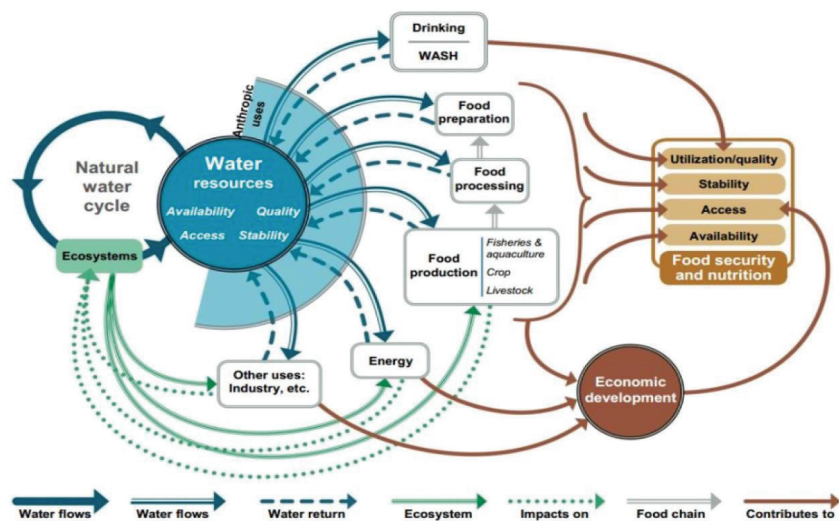 Drinking
WASH
Anthropic
uses
Food
preparation
Natural
water
cycle
Water
resources
Availability Quality
Access Stability
Food
processing
Utilization/quality
Stability
Access
Availability
Food security
and nutrition
Ecosystems
Food
production
Fisheries &
aquaculture
Crop
Livestock
Other uses:
Industry, etc.
Energy
Economic
development
Water flows
Water flows
Water return
Ecosystem
Impacts on
Food chain
Contributes to